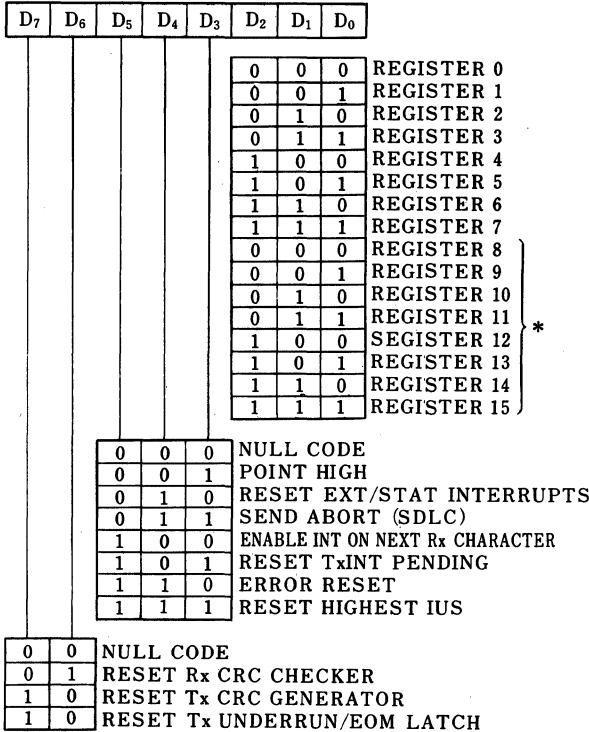 D7 D6 D5 D4 D3 D2 D1 D0
0 0 0 REGISTER 0
0 0 1 REGISTER 1
0 1 0 REGISTER 2
0 1 1 REGISTER 3
1 0 0 REGISTER 4
1 0 1 REGISTER 5
1 1 0 REGISTER 6
1 1 1 REGISTER 7
0 0 0 REGISTER 8
0 0 1 REGISTER 9
0 1 0 REGISTER 10
0 1 1 REGISTER 11
1 0 0 SEGISTER 12
1 0 1 REGISTER 13
1 1 0 REGISTER 14
1 1 1 REGISTER 15
*
0 0 0 NULL CODE
0 0 1 POINT HIGH
0 1 0 RESET EXT/STAT INTERRUPTS
0 1 1 SEND ABORT (SDLC)
1 0 0 ENABLE INT ON NEXT Rx CHARACTER
1 0 1 RESET TxINT PENDING
1 1 0 ERROR RESET
1 1 1 RESET HIGHEST IUS
0 0 NULL CODE
0 1 RESET Rx CRC CHECKER
1 0 RESET Tx CRC GENERATOR
1 0 RESET Tx UNDERRUN/EOM LATCH